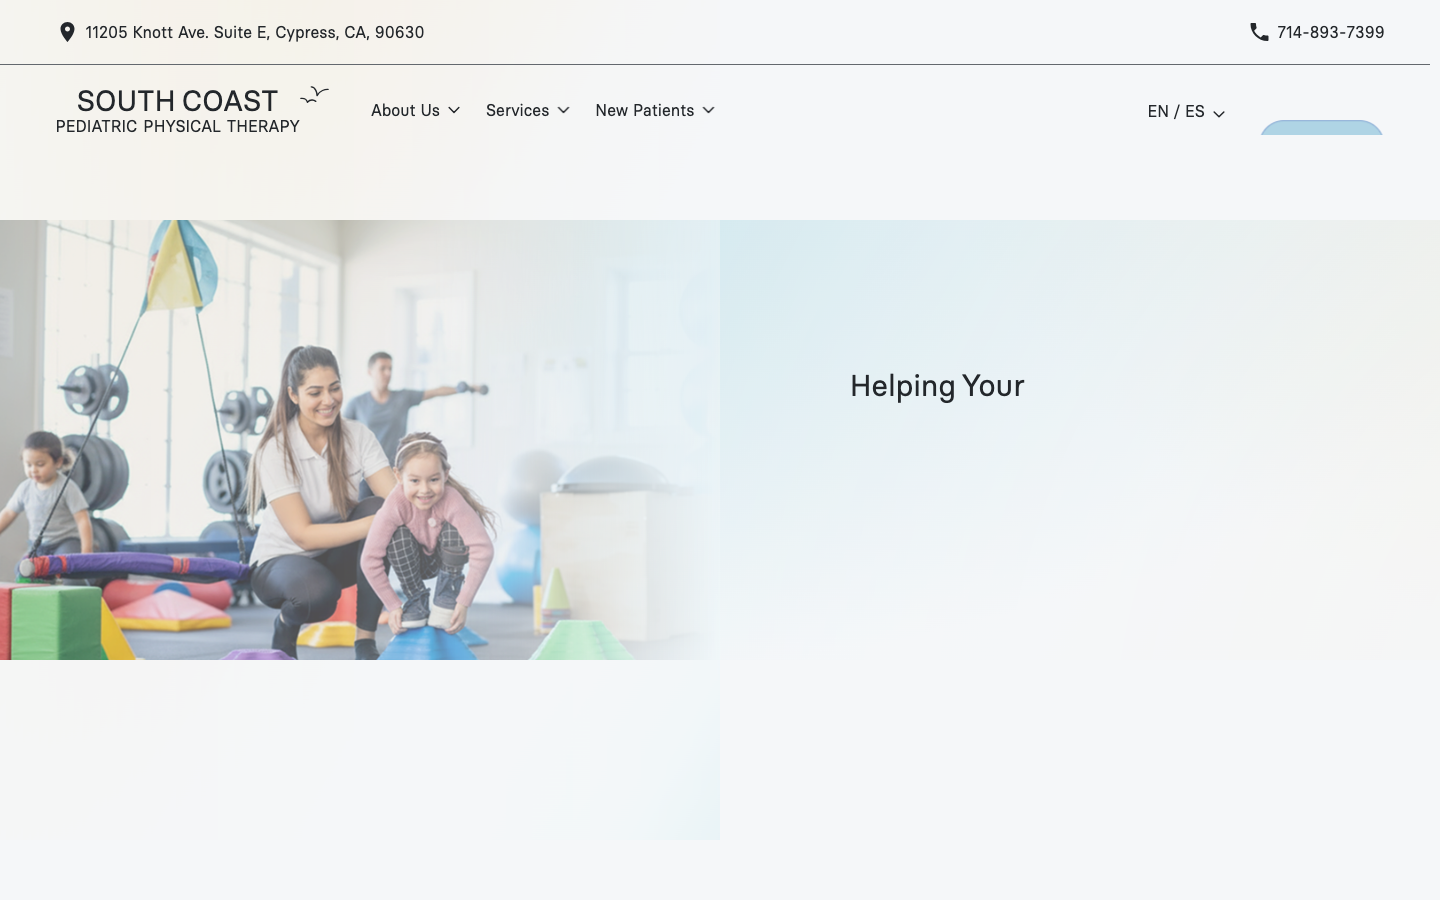 11205 Knott Ave. Suite E, Cypress, CA, 90630
714-893-7399
SOUTH COAST
PEDIATRIC PHYSICAL THERAPY
About Us
Services
New Patients
EN / ES
Helping Your